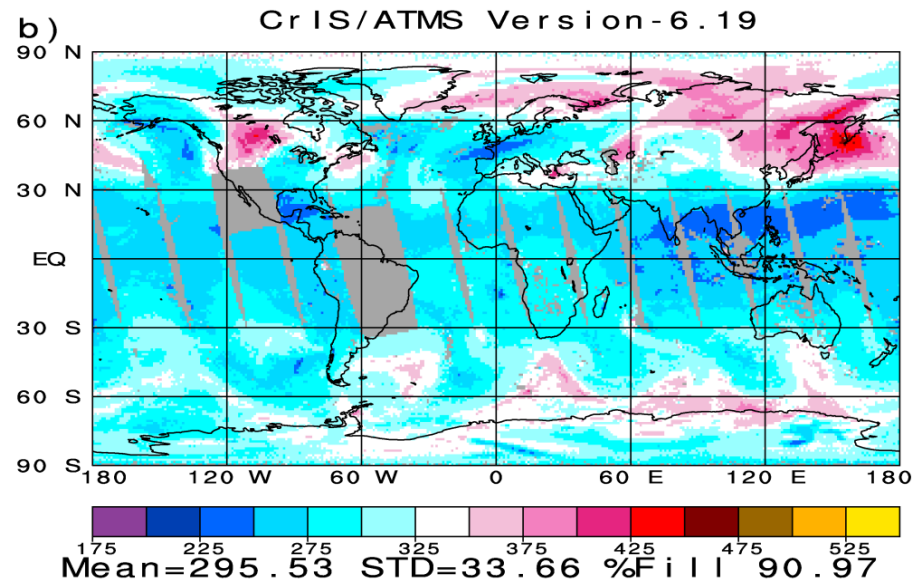 b) CrIS/ATMS Version-6.19
90 N
60 N
30 N
EQ
30 S
60 S
90 S
180 120 W 60 W 0 60 E 120 E 180
175 225 275 325 375 425 475 525
Mean=295.53 STD=33.66 %Fill 90.97